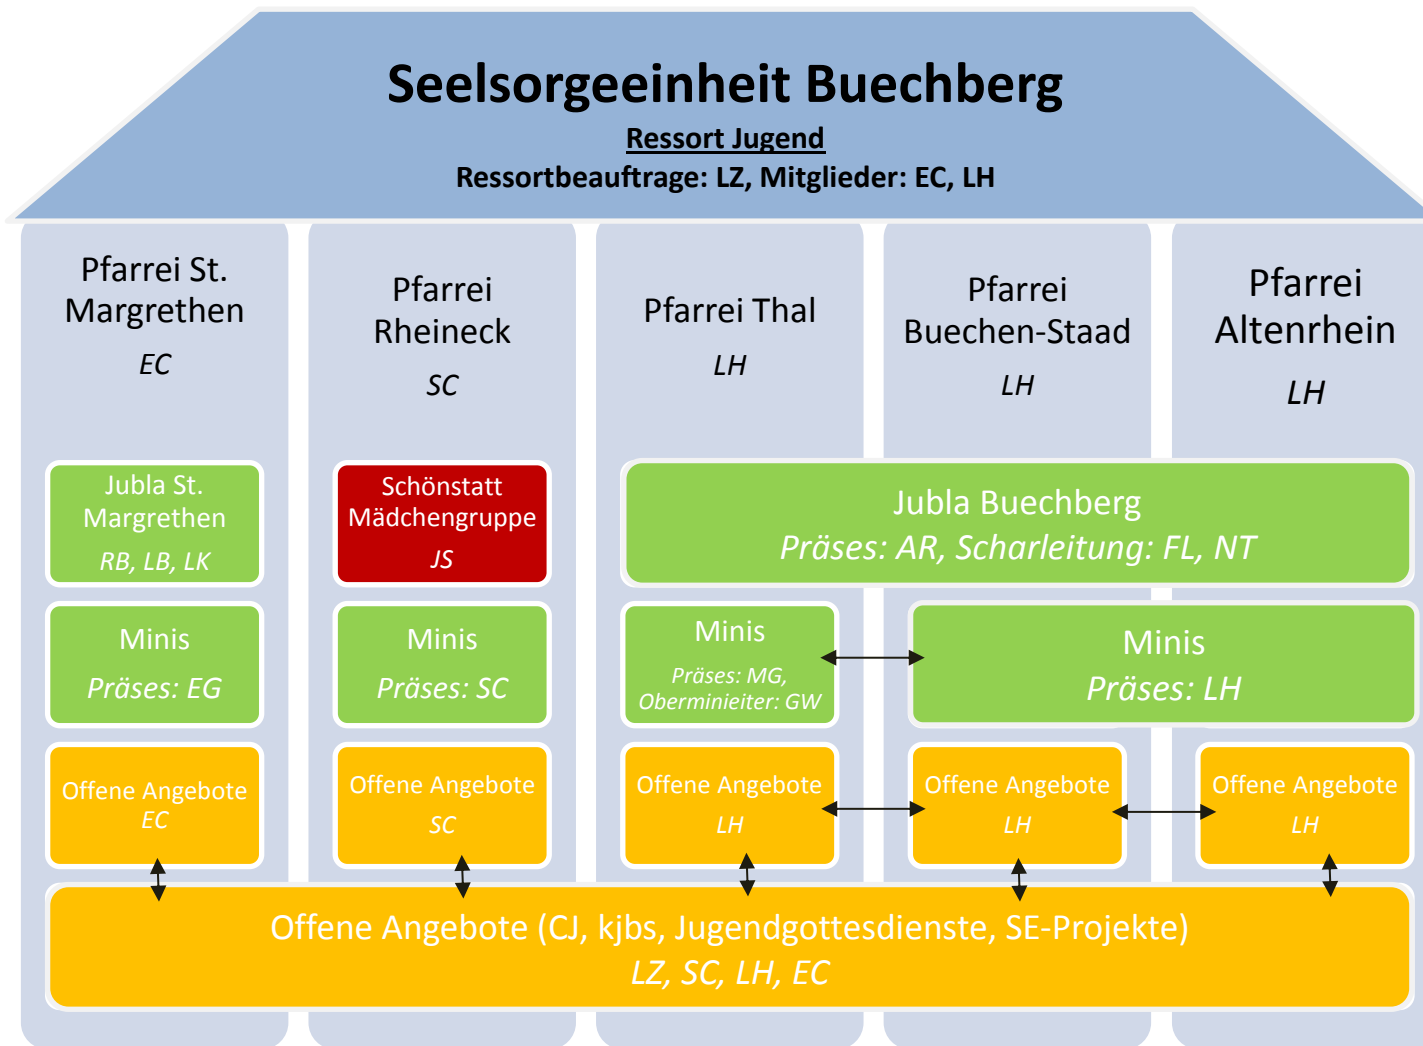 Seelsorgeeinheit Buechberg
Ressort Jugend
Ressortbeauftrage: LZ, Mitglieder: EC, LH
Pfarrei St.
Margrethen
EC
Pfarrei
Rheineck
SC
Pfarrei Thal
LH
Pfarrei
Buechen-Staad
LH
Pfarrei
Altenrhein
LH
Jubla St.
Margrethen
RB, LB, LK
Schönstatt
Mädchengruppe
JS
Jubla Buechberg
Präses: AR, Scharleitung: FL, NT
Minis
Präses: EG
Minis
Präses: SC
Minis
Präses: MG,
Oberminieiter: GW
Minis
Präses: LH
Offene Angebote
EC
Offene Angebote
SC
Offene Angebote
LH
Offene Angebote
LH
Offene Angebote
LH
Offene Angebote (CJ, kjbs, Jugendgottesdienste, SE-Projekte)
LZ, SC, LH, EC